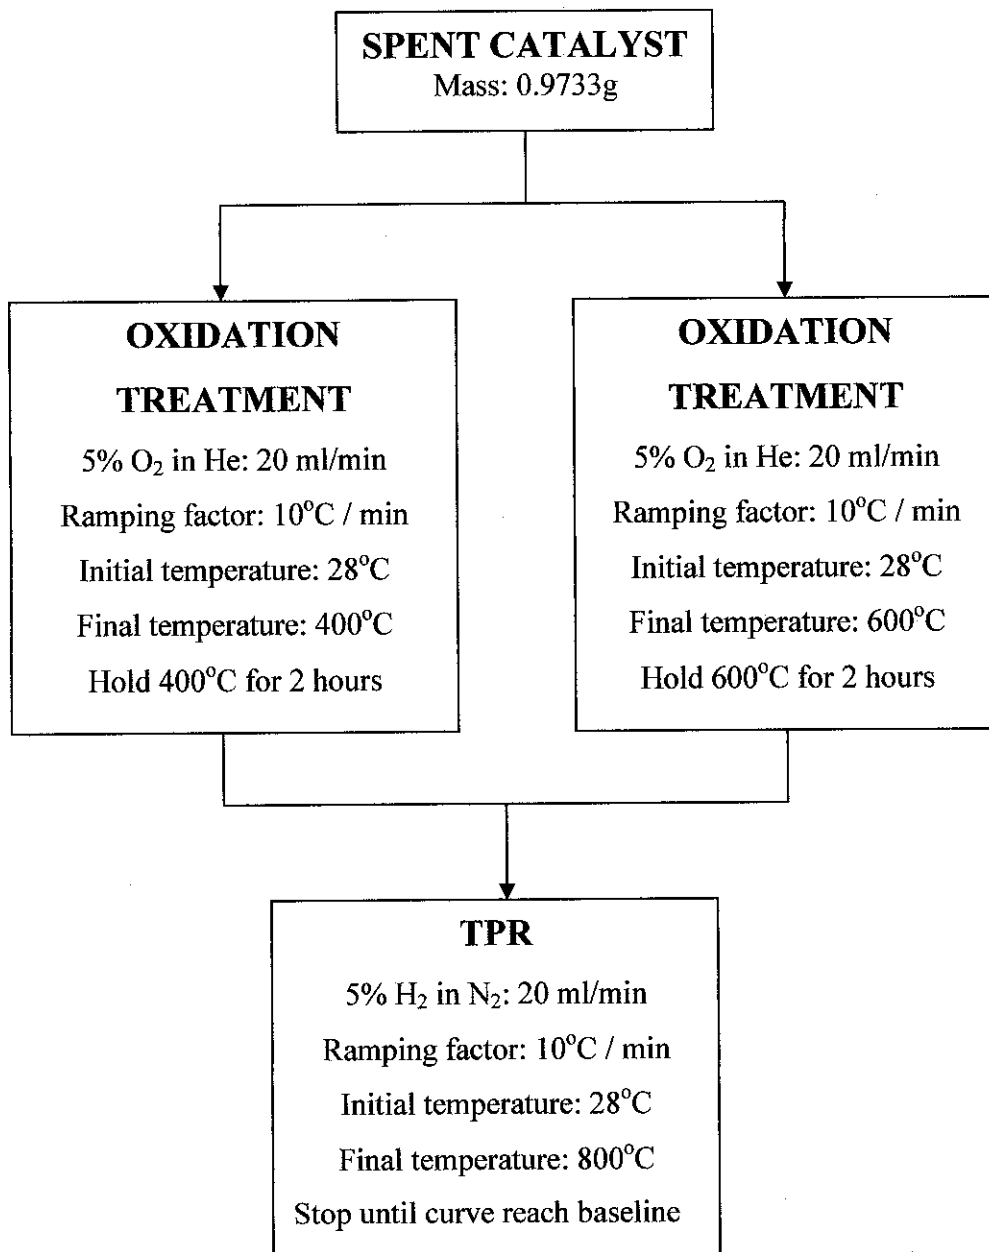 SPENT CATALYST
Mass: 0.9733g
OXIDATION
TREATMENT
5% O₂ in He: 20 ml/min
Ramping factor: 10°C / min
Initial temperature: 28°C
Final temperature: 400°C
Hold 400°C for 2 hours
OXIDATION
TREATMENT
5% O₂ in He: 20 ml/min
Ramping factor: 10°C / min
Initial temperature: 28°C
Final temperature: 600°C
Hold 600°C for 2 hours
TPR
5% H₂ in N₂: 20 ml/min
Ramping factor: 10°C / min
Initial temperature: 28°C
Final temperature: 800°C
Stop until curve reach baseline